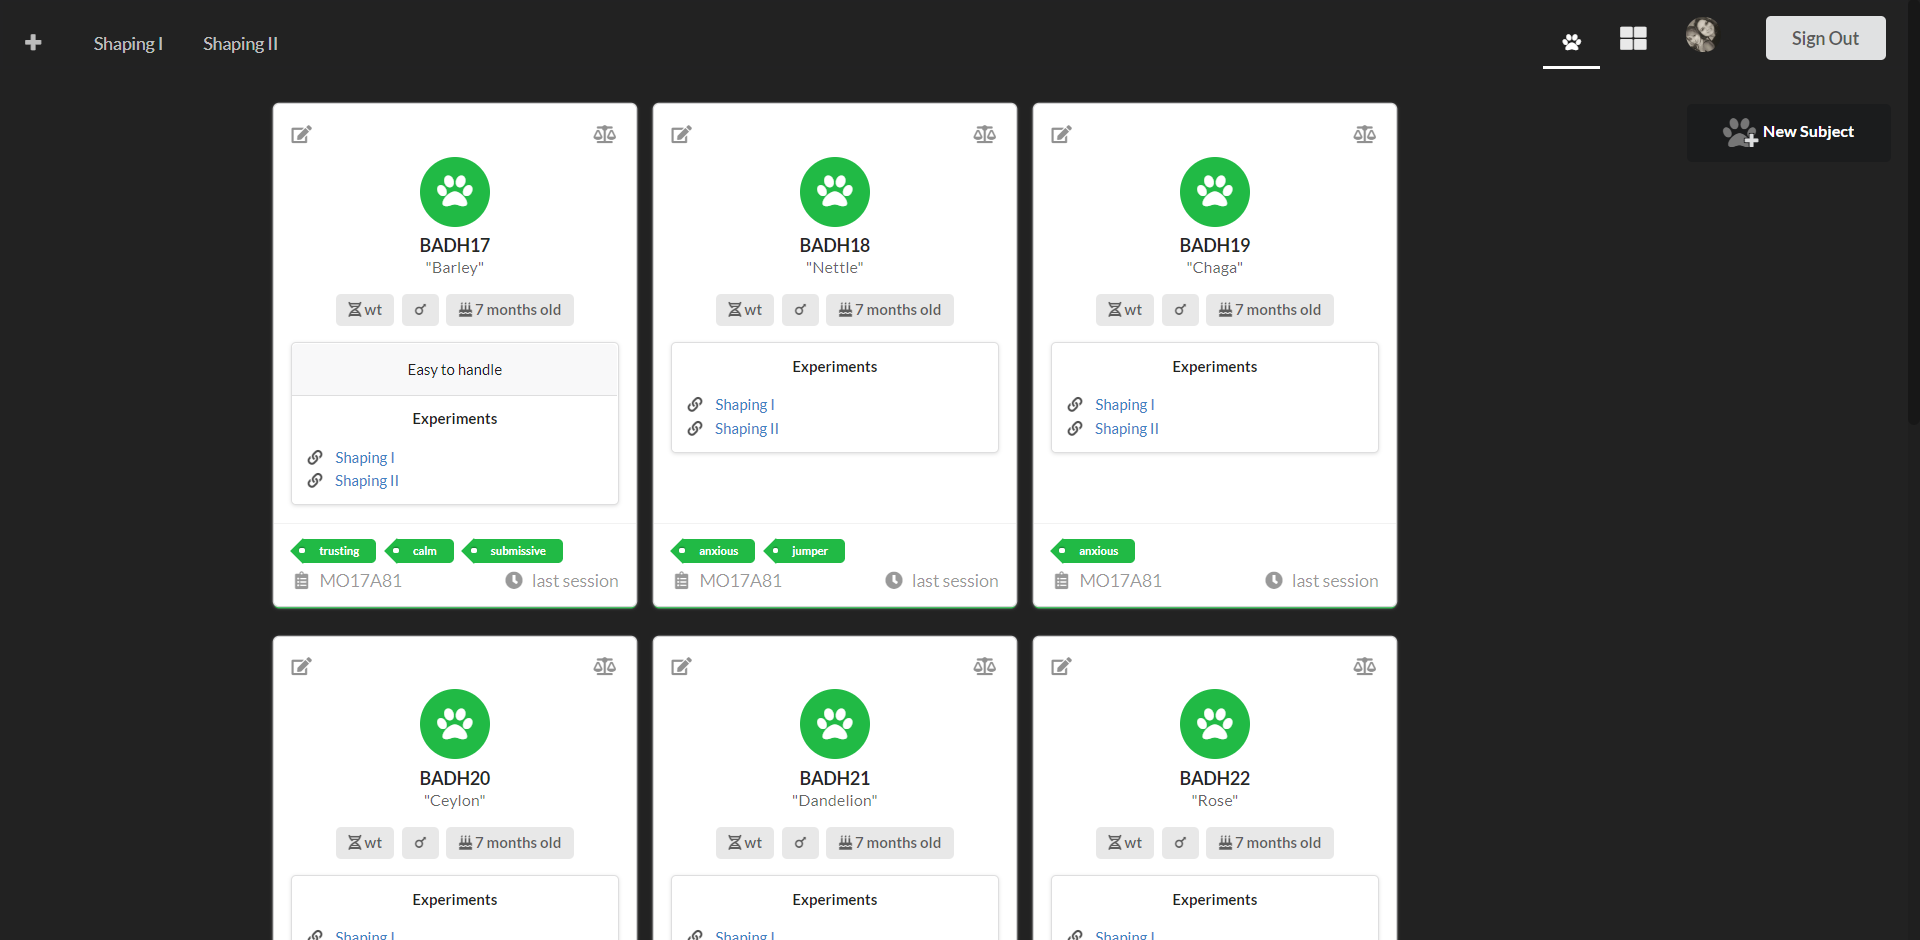 Shaping I
Shaping II
Sign Out
New Subject
BADH17
"Barley"
wt
7 months old
Easy to handle
Experiments
Shaping I
Shaping II
trusting
calm
submissive
MO17A81
last session
BADH18
"Nettle"
wt
7 months old
Experiments
Shaping I
Shaping II
anxious
jumper
MO17A81
last session
BADH19
"Chaga"
wt
7 months old
Experiments
Shaping I
Shaping II
anxious
MO17A81
last session
BADH20
"Ceylon"
wt
7 months old
Experiments
Shaping I
BADH21
"Dandelion"
wt
7 months old
Experiments
Shaping I
BADH22
"Rose"
wt
7 months old
Experiments
Shaping I